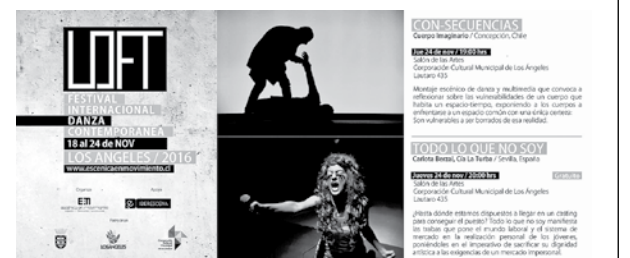 LOFT
FESTIVAL
INTERNACIONAL
DANZA
CONTEMPORÁNEA
18 al 24 de NOV
LOS ANGELES / 2016
www.escenicaenmovimiento.cl
IBERESCENA
LOSANGELES
CON-SECUENCIAS
Cuerpo Imaginario / Concepción, Chile
Jue 24 de nov / 19:00 hrs
Salón de las Artes
Corporación Cultural Municipal de Los Ángeles
Lautaro 435
Montaje escénico de danza y multimedia que convoca a
reflexionar sobre las vulnerabilidades de un cuerpo que
habita un espacio-tiempo, exponiendo a los cuerpos a
enfrentarse a un espacio común con una única certeza:
Son vulnerables a ser borrados de esa realidad.
TODO LO QUE NO SOY
Carlota Berzal, Cía La Turba / Sevilla, España
Jueves 24 de nov / 20:00 hrs
Gratuito
Salón de las Artes
Corporación Cultural Municipal de Los Ángeles
Lautaro 435
¿Hasta dónde estamos dispuestos a llegar en un casting
para conseguir el puesto? Todo lo que no soy manifiesta
las trabas que pone el mundo laboral y el sistema de
mercado en la realización personal de los jóvenes,
poniéndoles en el imperativo de sacrificar su dignidad
artística a las exigencias de un mercado impersonal.